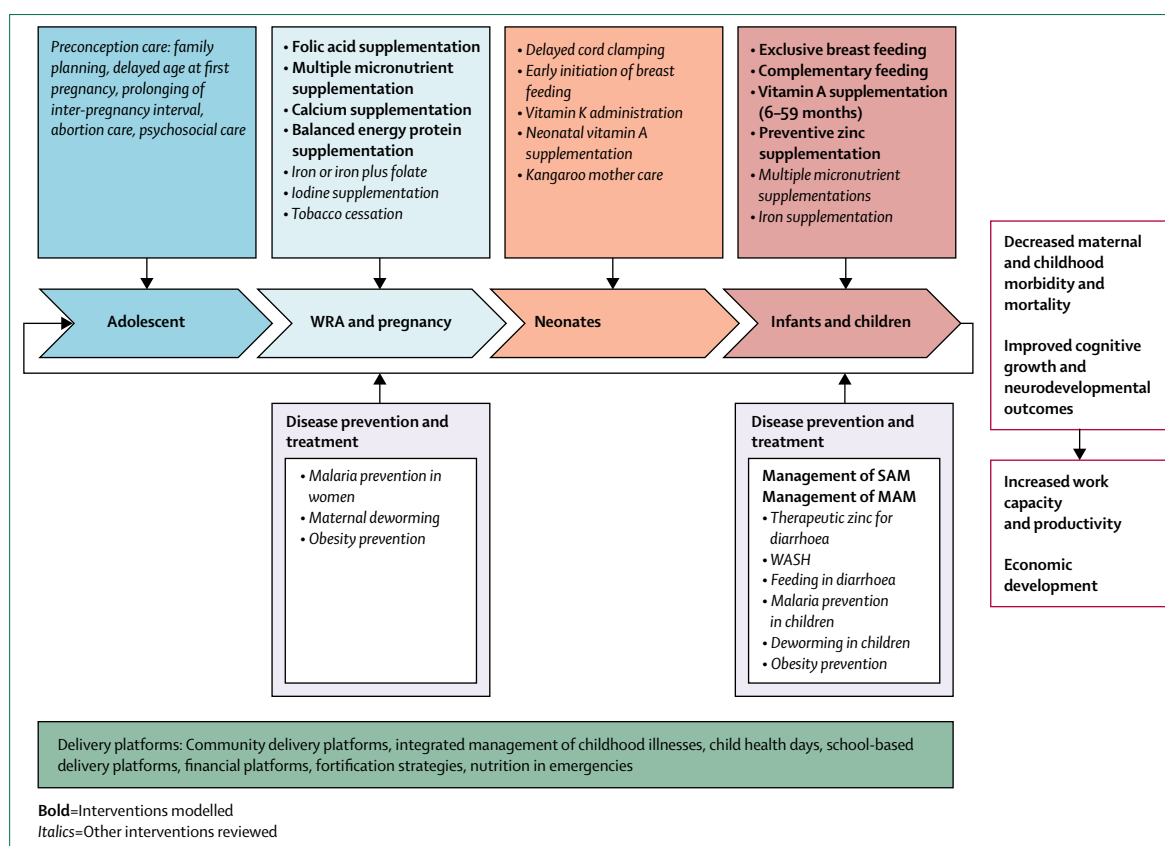 Preconception care: family
planning, delayed age at first
pregnancy, prolonging of
inter-pregnancy interval,
abortion care, psychosocial care
• Folic acid supplementation
• Multiple micronutrient
supplementation
• Calcium supplementation
• Balanced energy protein
supplementation
• Iron or iron plus folate
• Iodine supplementation
• Tobacco cessation
• Delayed cord clamping
• Early initiation of breast
feeding
• Vitamin K administration
• Neonatal vitamin A
supplementation
• Kangaroo mother care
• Exclusive breast feeding
• Complementary feeding
• Vitamin A supplementation
(6–59 months)
• Preventive zinc
supplementation
• Multiple micronutrient
supplementations
• Iron supplementation
Adolescent
WRA and pregnancy
Neonates
Infants and children
Decreased maternal
and childhood
morbidity and
mortality
Improved cognitive
growth and
neurodevelopmental
outcomes
Increased work
capacity
and productivity
Economic
development
Disease prevention and
treatment
• Malaria prevention in
women
• Maternal deworming
• Obesity prevention
Disease prevention and
treatment
Management of SAM
Management of MAM
• Therapeutic zinc for
diarrhoea
• WASH
• Feeding in diarrhoea
• Malaria prevention
in children
• Deworming in children
• Obesity prevention
Delivery platforms: Community delivery platforms, integrated management of childhood illnesses, child health days, school-based
delivery platforms, financial platforms, fortification strategies, nutrition in emergencies
Bold=Interventions modelled
Italics=Other interventions reviewed